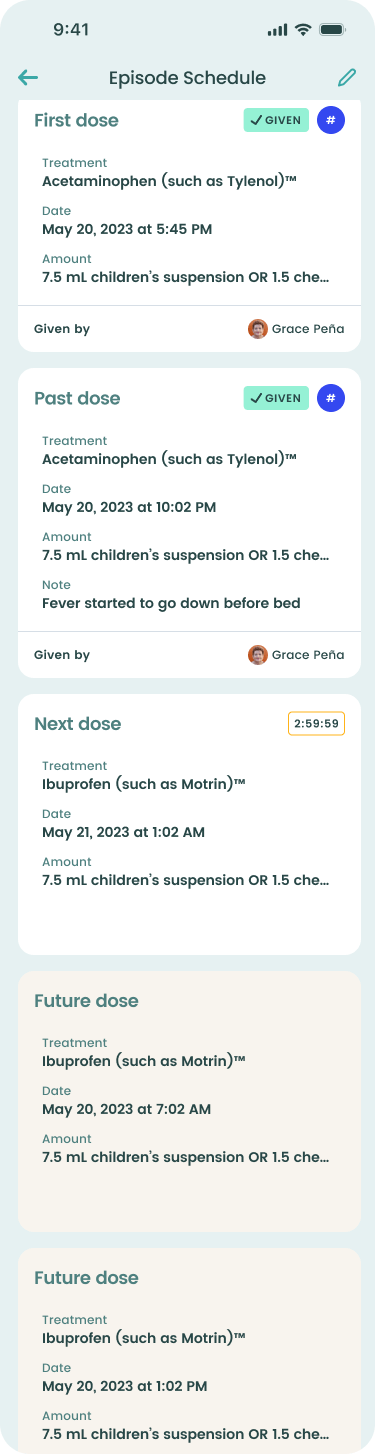 9:41
Episode Schedule
First dose
✓ GIVEN
#
Treatment
Acetaminophen (such as Tylenol)™
Date
May 20, 2023 at 5:45 PM
Amount
7.5 mL children's suspension OR 1.5 che...
Given by
Grace Peña
Past dose
✓ GIVEN
#
Treatment
Acetaminophen (such as Tylenol)™
Date
May 20, 2023 at 10:02 PM
Amount
7.5 mL children's suspension OR 1.5 che...
Note
Fever started to go down before bed
Given by
Grace Peña
Next dose
2:59:59
Treatment
Ibuprofen (such as Motrin)™
Date
May 21, 2023 at 1:02 AM
Amount
7.5 mL children's suspension OR 1.5 che...
Future dose
Treatment
Ibuprofen (such as Motrin)™
Date
May 20, 2023 at 7:02 AM
Amount
7.5 mL children's suspension OR 1.5 che...
Future dose
Treatment
Ibuprofen (such as Motrin)™
Date
May 20, 2023 at 1:02 PM
Amount
7.5 mL children's suspension OR 1.5 che...